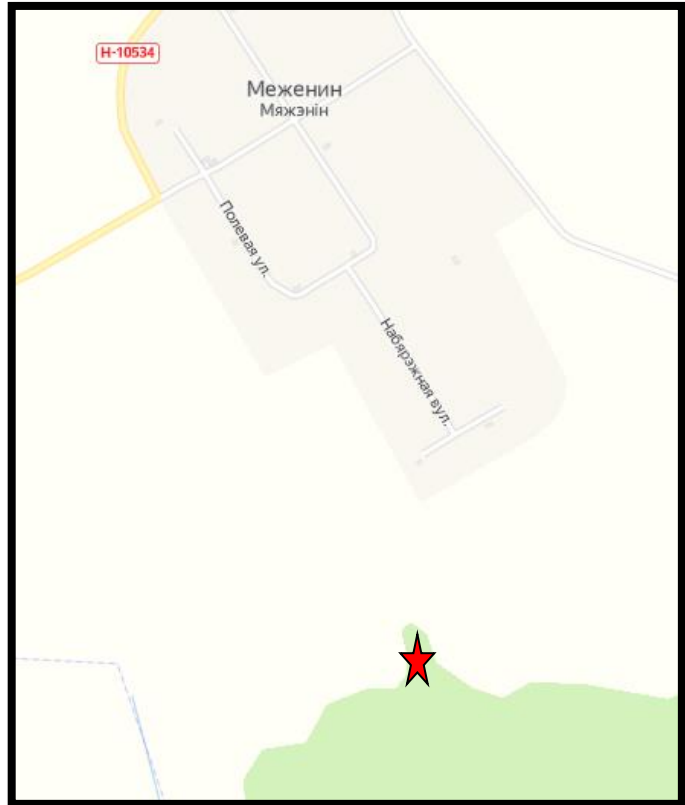 Н-10534
Меженин
Мяжэнін
Полевая ул.
Набярэжная вул.